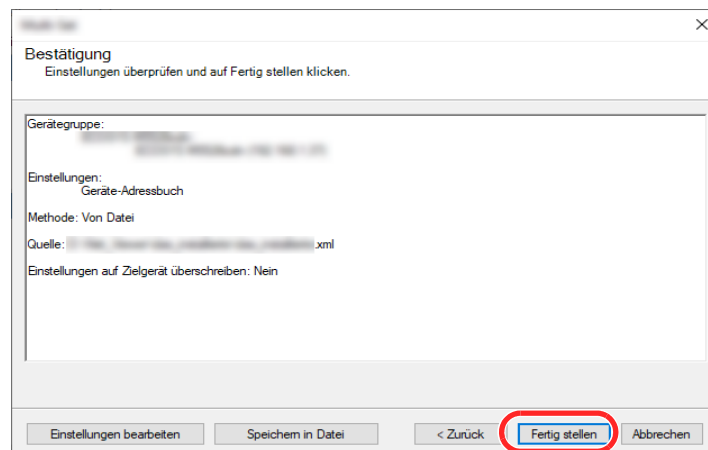 Bestätigung
Einstellungen überprüfen und auf Fertig stellen klicken.
Gerätegruppe:
Einstellungen:
Geräte-Adressbuch
Methode: Von Datei
Quelle: .xml
Einstellungen auf Zielgerät überschreiben: Nein
Einstellungen bearbeiten
Speichern in Datei
< Zurück
Fertig stellen
Abbrechen